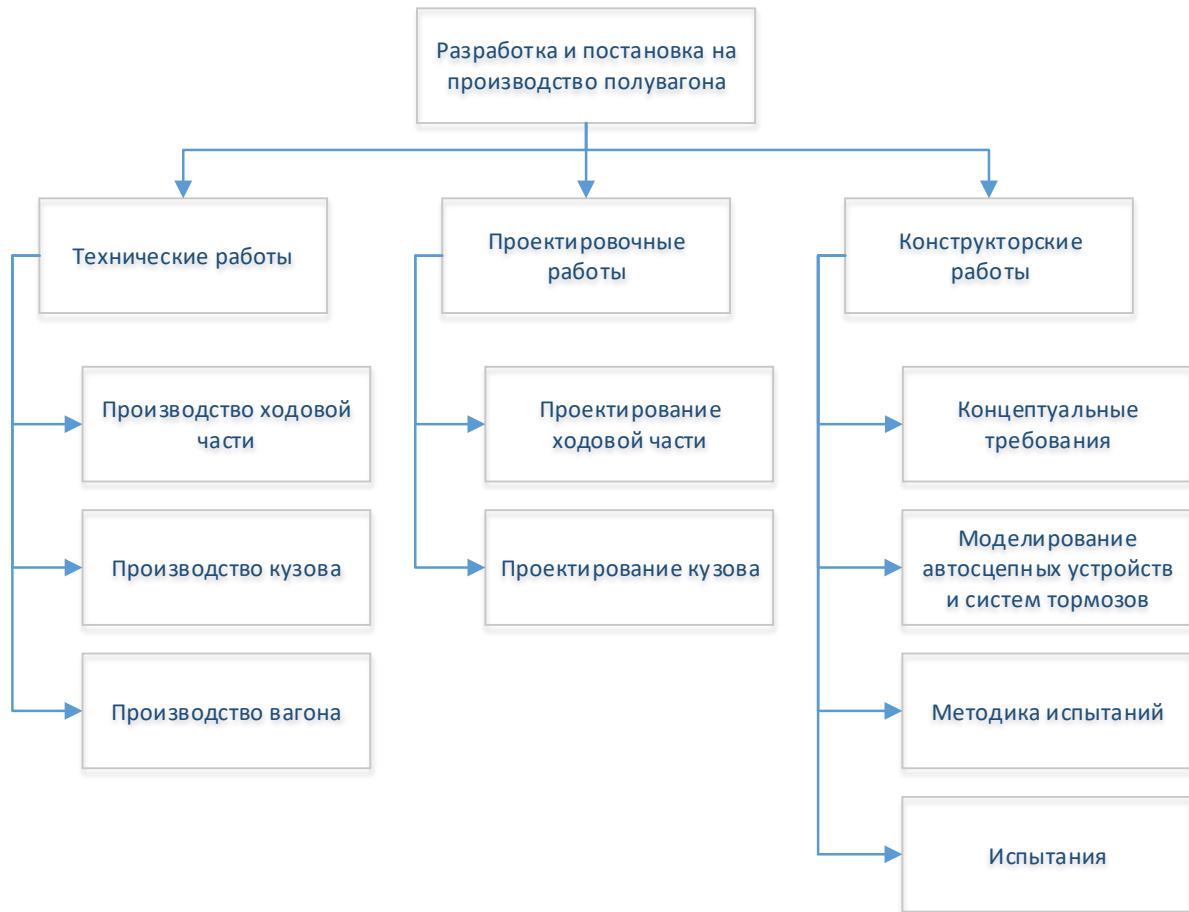 Разработка и постановка на
производство полувагона
Технические работы
Производство ходовой
части
Производство кузова
Производство вагона
Проектировочные
работы
Проектирование
ходовой части
Проектирование кузова
Конструкторские
работы
Концептуальные
требования
Моделирование
автосцепных устройств
и систем тормозов
Методика испытаний
Испытания